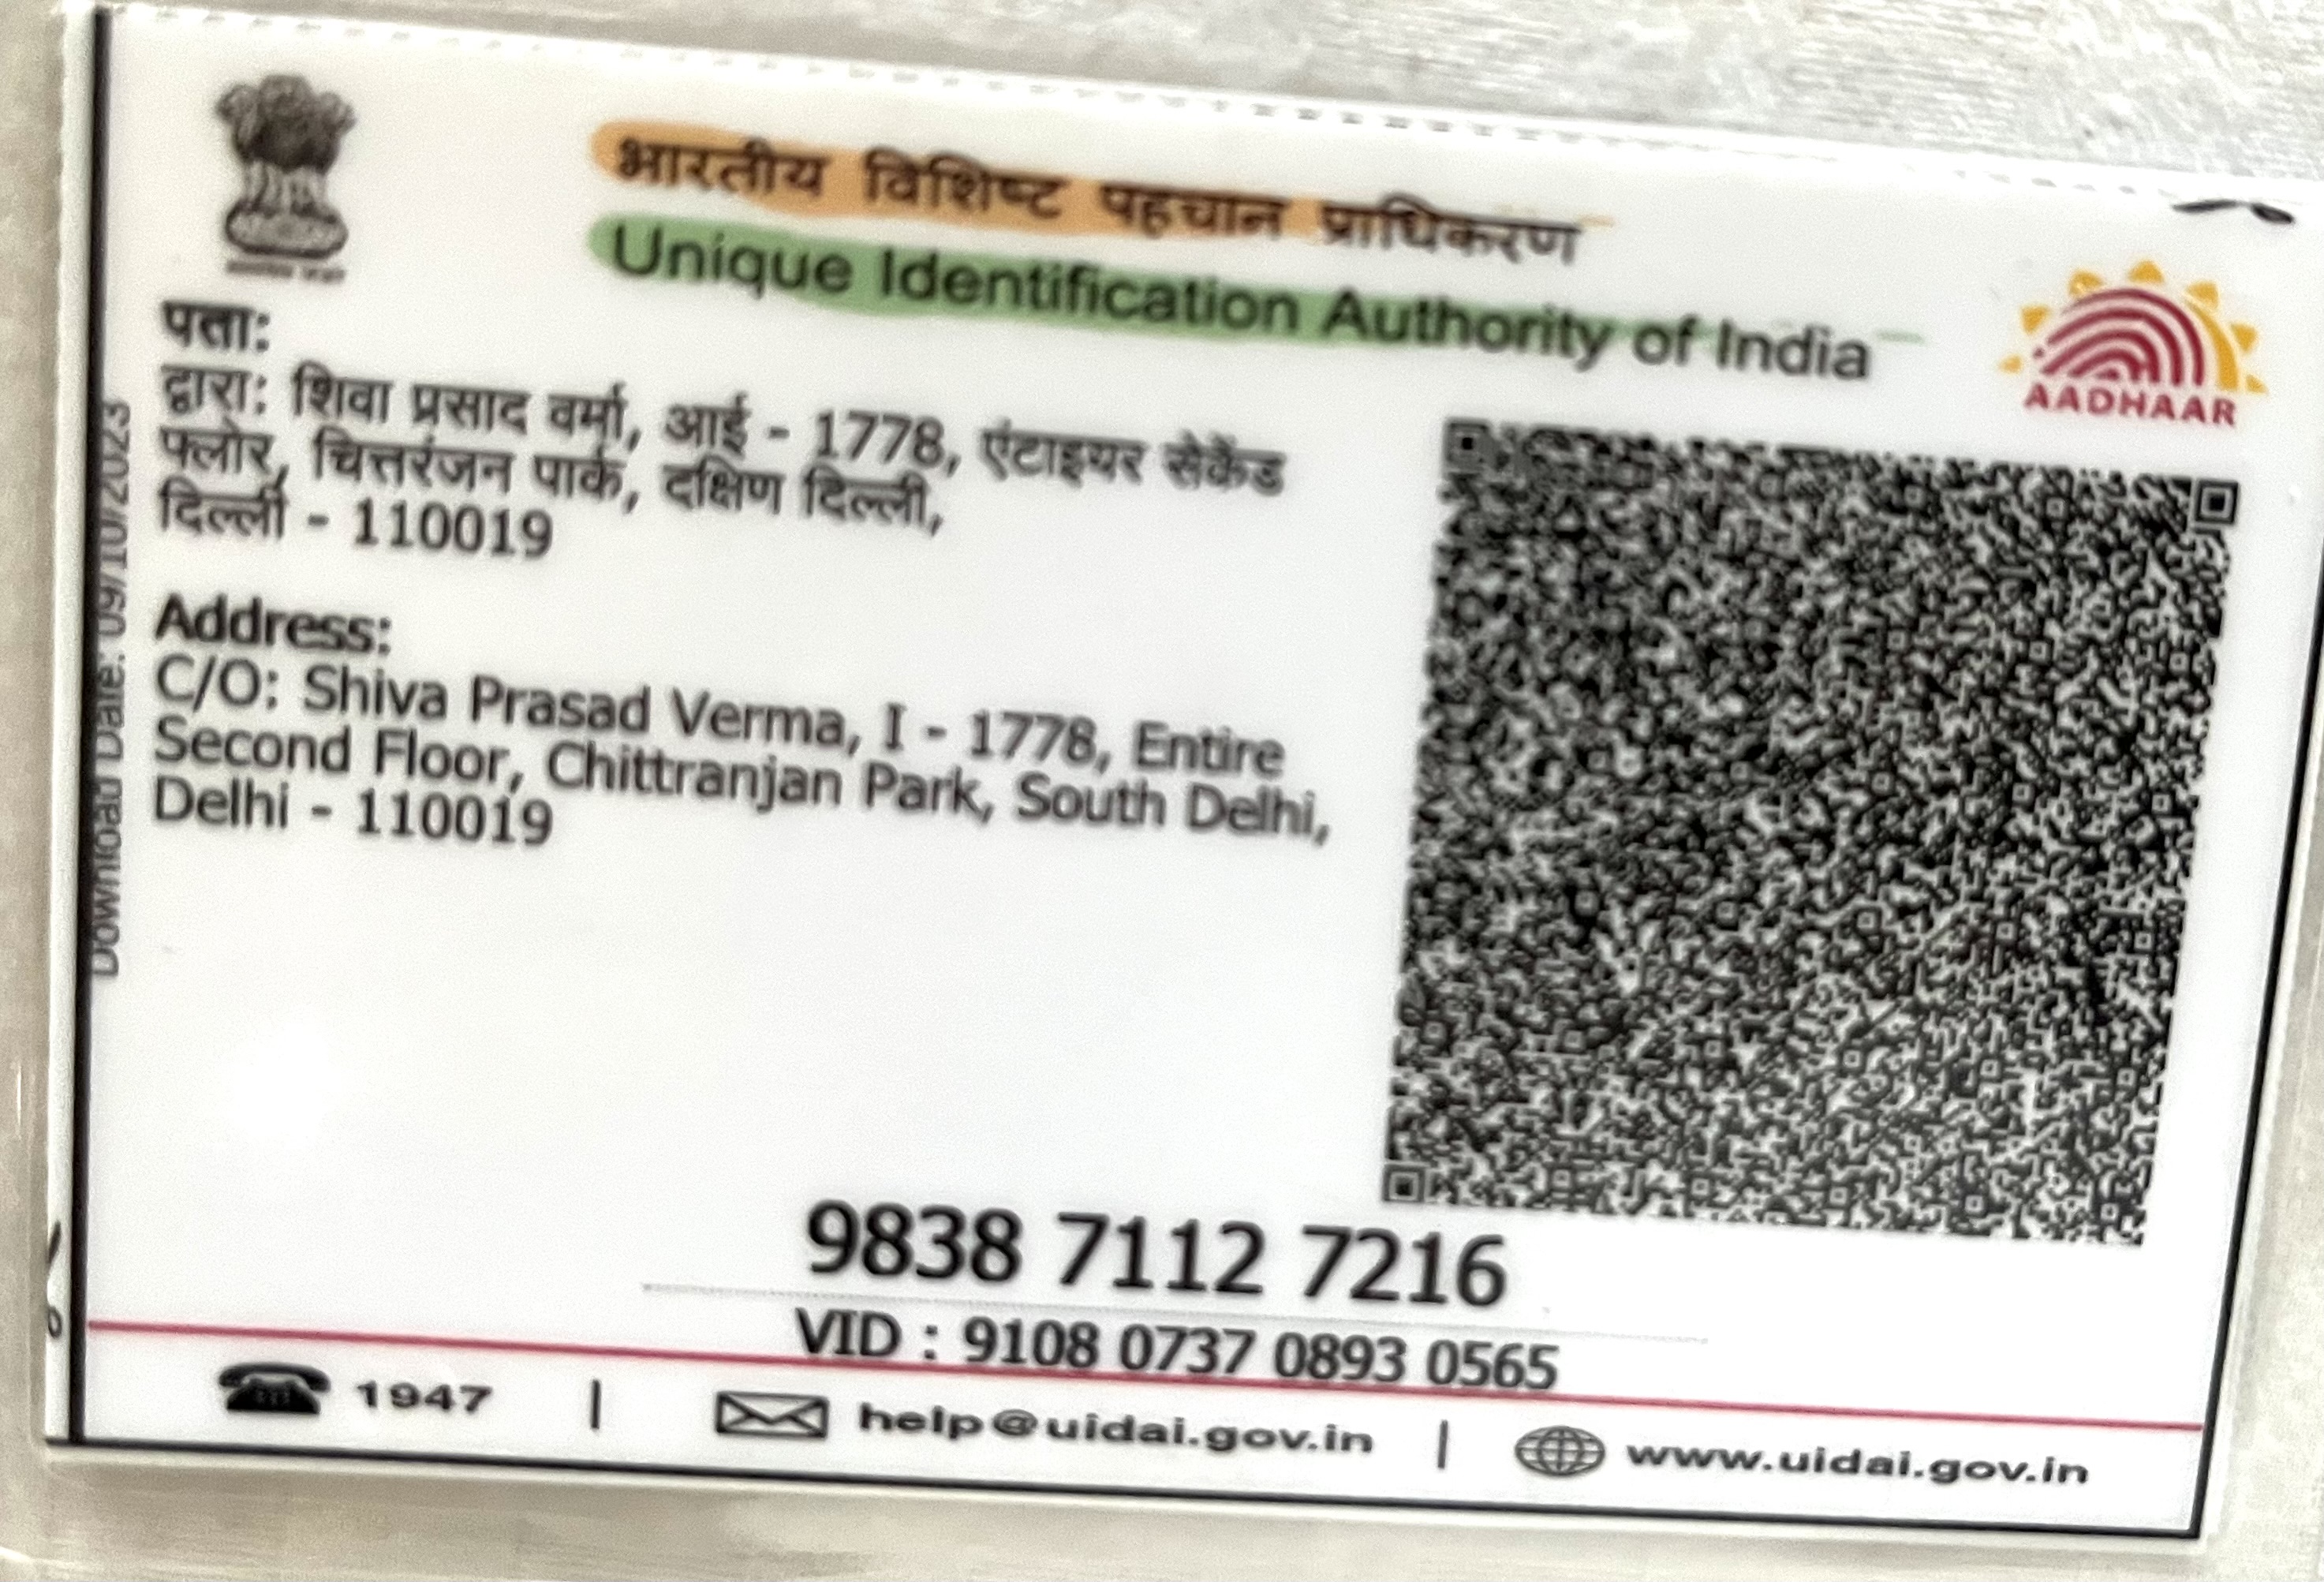 भारतीय विशिष्ट पहचान प्राधिकरण
Unique Identification Authority of India
AADHAAR
पता:
द्वारा: शिवा प्रसाद वर्मा, आई - 1778, एंटाइयर सेकेंड
फ्लोर, चित्तरंजन पार्क, दक्षिण दिल्ली,
दिल्ली - 110019
Address:
C/O: Shiva Prasad Verma, I - 1778, Entire
Second Floor, Chittranjan Park, South Delhi,
Delhi - 110019
Download Date: 09/10/2023
9838 7112 7216
VID : 9108 0737 0893 0565
1947 | help@uidai.gov.in | www.uidai.gov.in